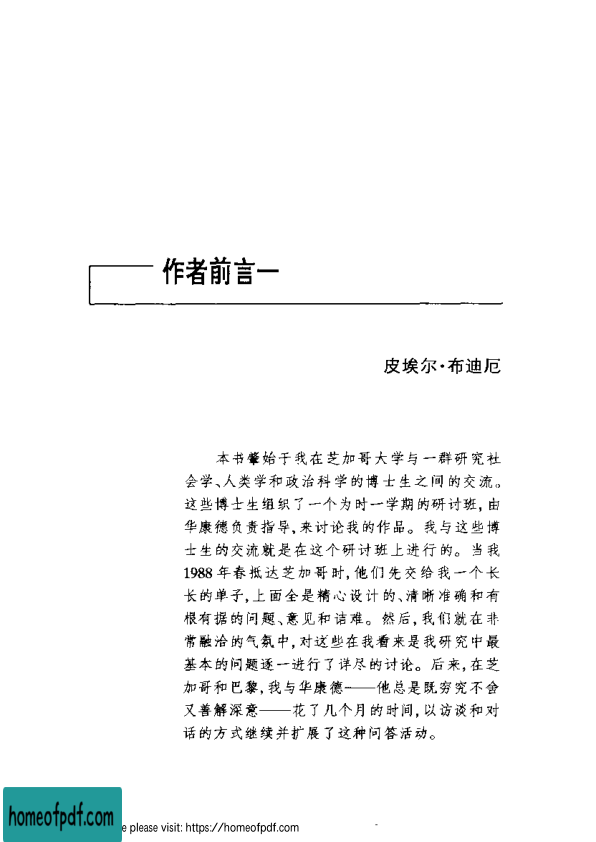 作者前言一
皮埃尔·布迪厄
本书肇始于我在芝加哥大学与一群研究社
会学、人类学和政治科学的博士生之间的交流。
这些博士生组织了一个为时一学期的研讨班,由
华康德负责指导,来讨论我的作品。我与这些博
士生的交流就是在这个研讨班上进行的。当我
1988年春抵达芝加哥时,他们先交给我一个长
长的单子,上面全是精心设计的、清晰准确和有
根有据的问题、意见和诘难。然后,我们就在非
常融洽的气氛中,对这些在我看来是我研究中最
基本的问题逐一进行了详尽的讨论。后来,在芝
加哥和巴黎,我与华康德——他总是既穷究不舍
又善解深意——花了几个月的时间,以访谈和对
话的方式继续并扩展了这种问答活动。
homeofpdf.com
e please visit: https://homeofpdf.com